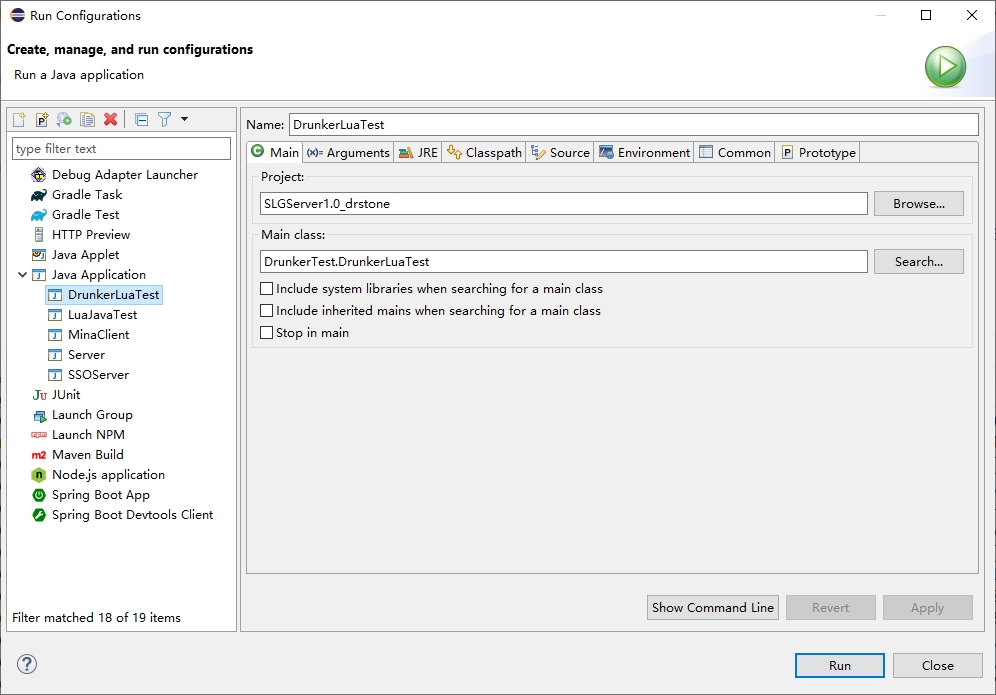 Run Configurations
Create, manage, and run configurations
Run a Java application
type filter text
Debug Adapter Launcher
Gradle Task
Gradle Test
HTTP Preview
Java Applet
Java Application
DrunkerLuaTest
LuaJavaTest
MinaClient
Server
SSOServer
JUnit
Launch Group
Launch NPM
Maven Build
Node.js application
Spring Boot App
Spring Boot Devtools Client
Filter matched 18 of 19 items
Name: DrunkerLuaTest
Main (x)= Arguments JRE Classpath Source Environment Common Prototype
Project:
SLGServer1.0_drstone Browse...
Main class:
DrunkerTest.DrunkerLuaTest Search...
Include system libraries when searching for a main class
Include inherited mains when searching for a main class
Stop in main
Show Command Line Revert Apply
Run Close